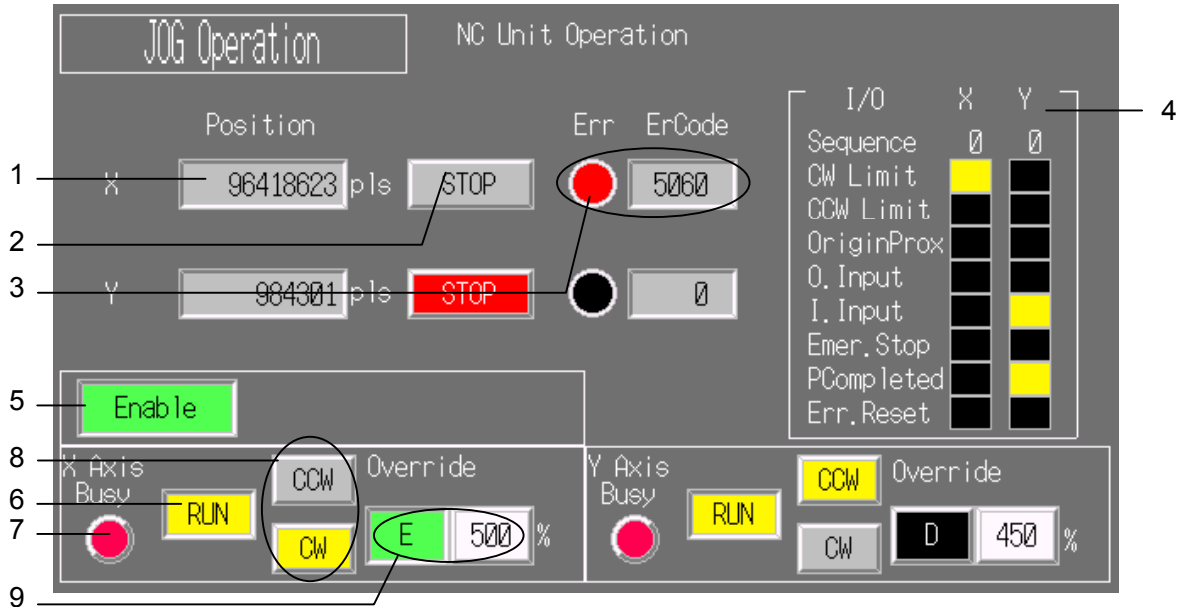 JOG Operation
NC Unit Operation
I/O X Y
4
Position Err ErCode
Sequence 0 0
1 X 96418623 pls STOP 5060
CW Limit
CCW Limit
2
OriginProx
3 Y 984301 pls STOP 0
O.Input
I.Input
Emer.Stop
PCompleted
Err.Reset
5 Enable
8 X Axis
Busy
CCW
Override
6 RUN
7
CW
E 500 %
Y Axis
Busy
RUN
CCW
Override
CW
D 450 %
9